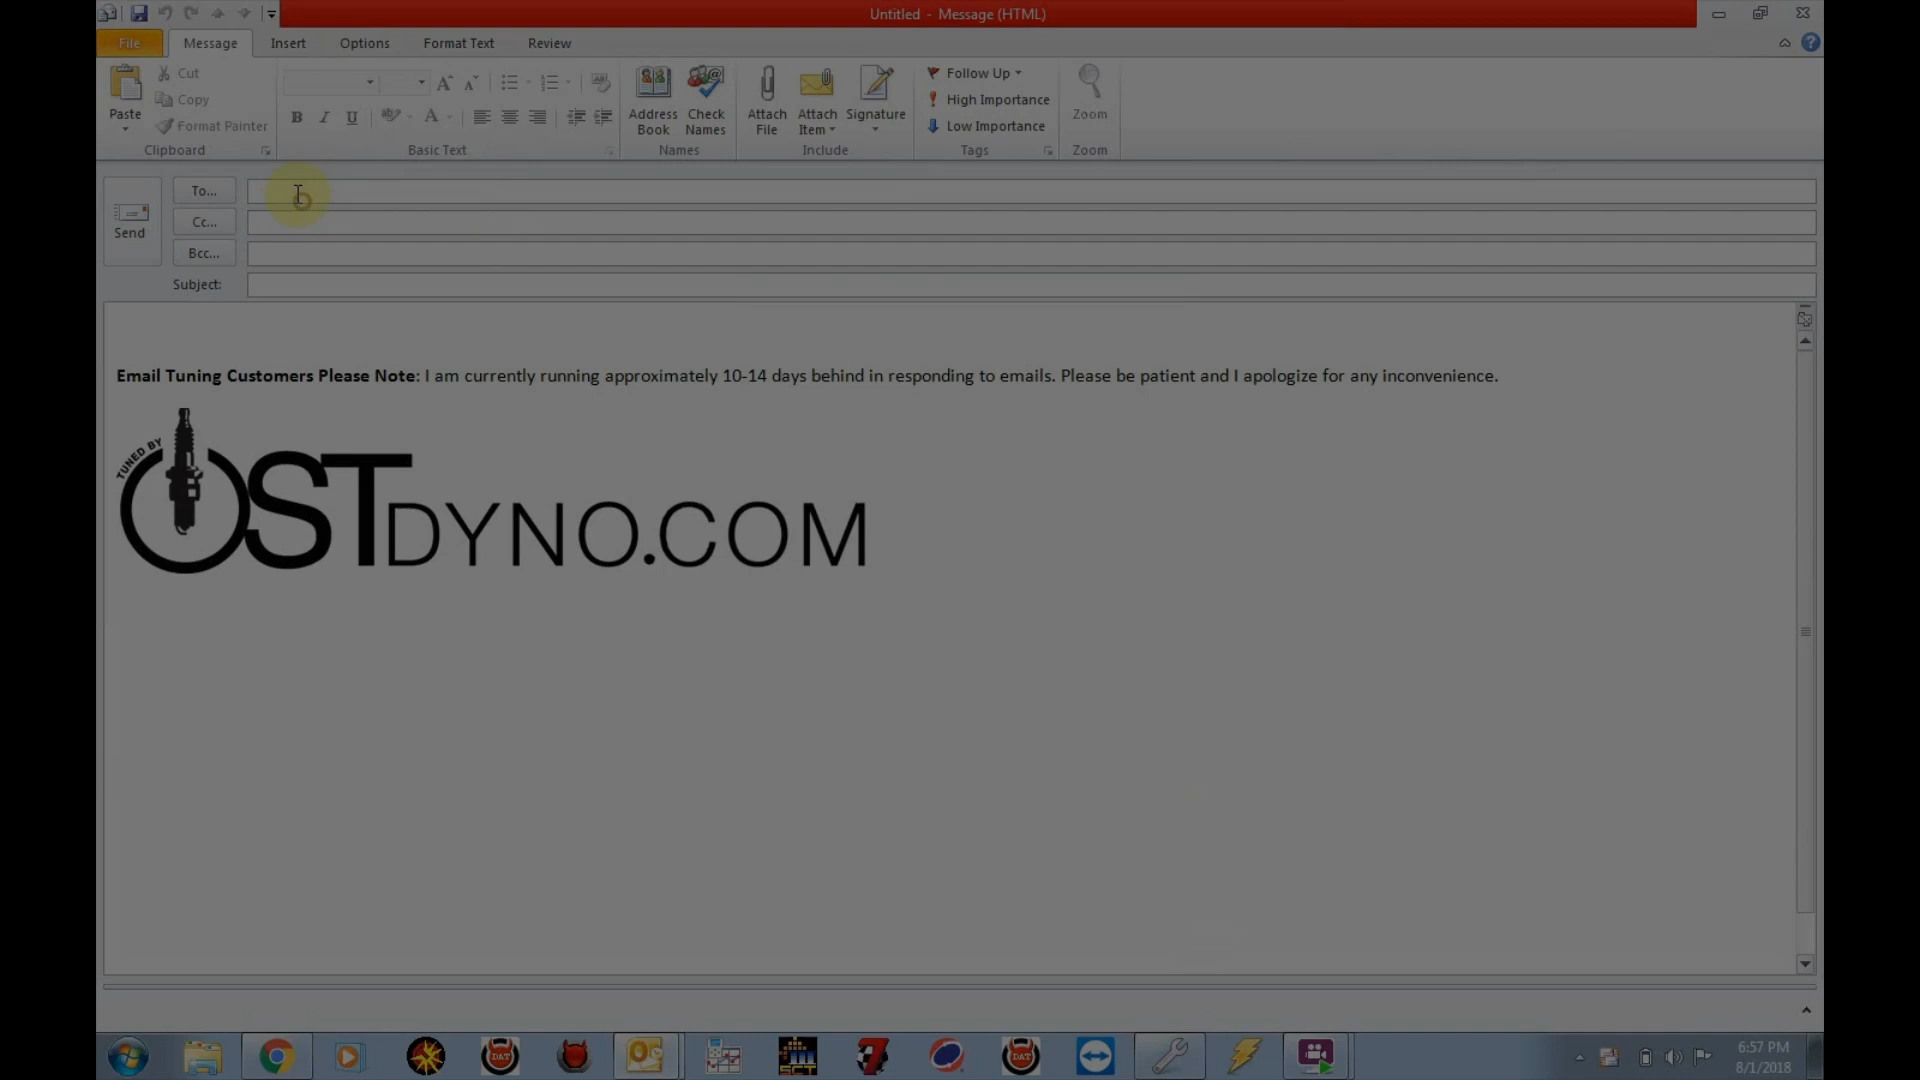 Untitled - Message (HTML)
File Message Insert Options Format Text Review
Paste
Cut
Copy
Format Painter
Clipboard
B I U
Basic Text
Address Book
Check Names
Names
Attach File
Attach Item
Signature
Include
Follow Up
High Importance
Low Importance
Tags
Zoom
Zoom
Send
To...
Cc...
Bcc...
Subject:
Email Tuning Customers Please Note: I am currently running approximately 10-14 days behind in responding to emails. Please be patient and I apologize for any inconvenience.
TUNED BY
OSTDYNO.COM
DAT
SCT
DAT
6:57 PM
8/1/2018